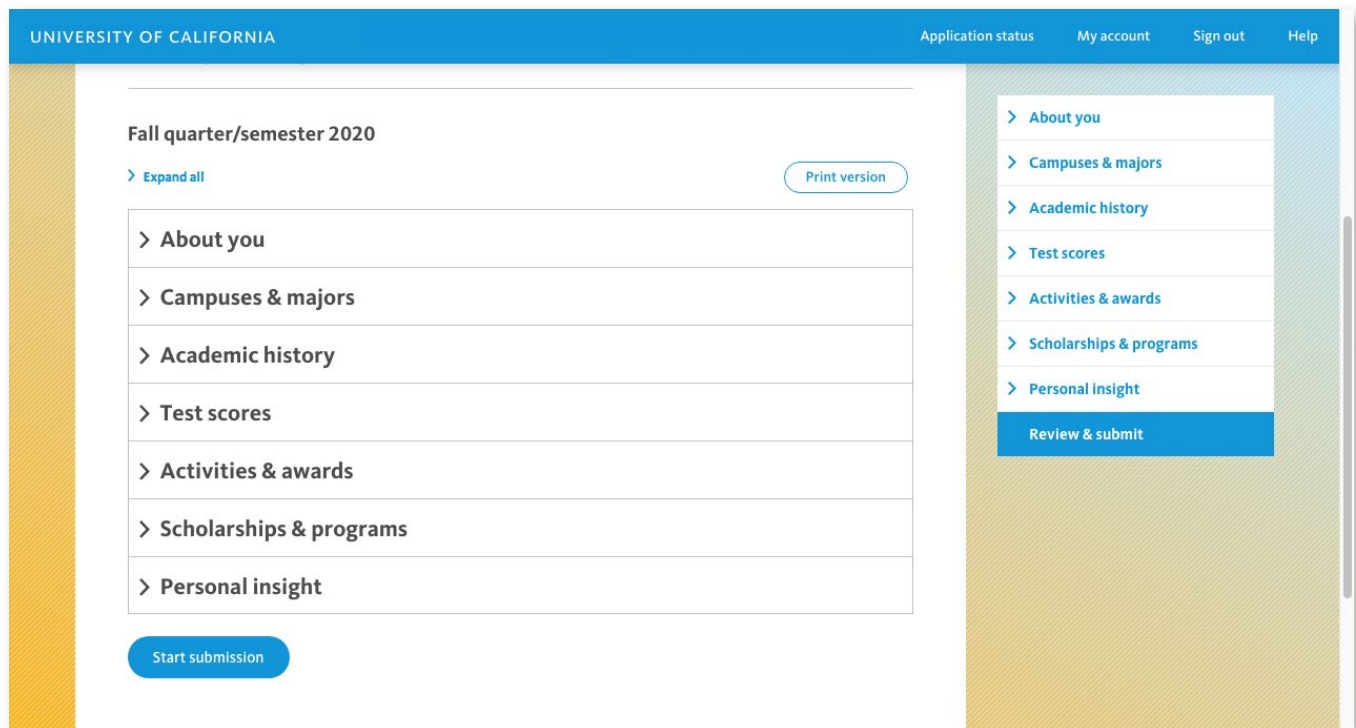 UNIVERSITY OF CALIFORNIA
Application status
My account
Sign out
Help
Fall quarter/semester 2020
Expand all
Print version
About you
Campuses & majors
Academic history
Test scores
Activities & awards
Scholarships & programs
Personal insight
Start submission
About you
Campuses & majors
Academic history
Test scores
Activities & awards
Scholarships & programs
Personal insight
Review & submit